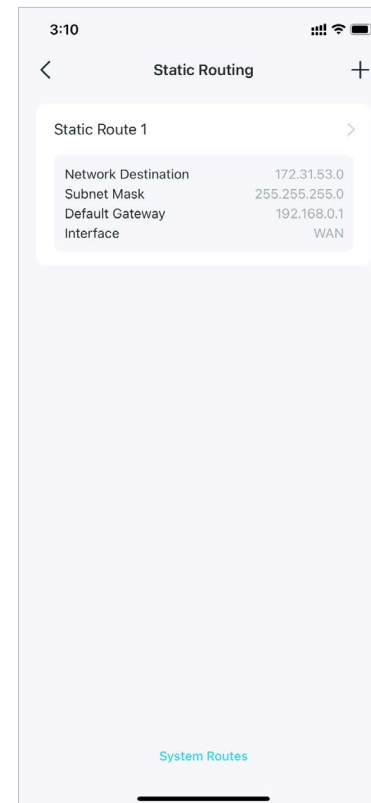 3:10
Static Routing
Static Route 1
Network Destination 172.31.53.0
Subnet Mask 255.255.255.0
Default Gateway 192.168.0.1
Interface WAN
System Routes